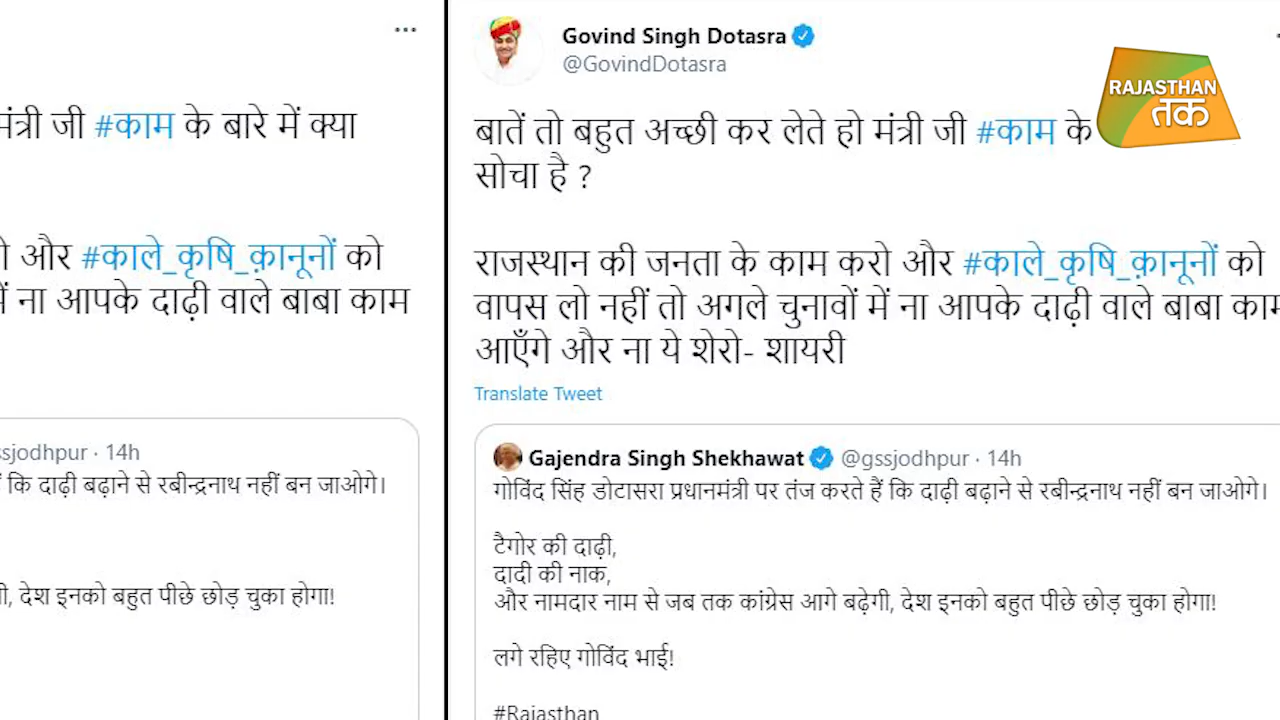 मंत्री जी #काम के बारे में क्या
और #काले_कृषि_क़ानूनों को
ना आपके दाढ़ी वाले बाबा काम
ssjodhpur · 14h
कि दाढ़ी बढ़ाने से रबीन्द्रनाथ नहीं बन जाओगे।
देश इनको बहुत पीछे छोड़ चुका होगा!
Govind Singh Dotasra
@GovindDotasra
RAJASTHAN
तक
बातें तो बहुत अच्छी कर लेते हो मंत्री जी #काम के
सोचा है ?
राजस्थान की जनता के काम करो और #काले_कृषि_क़ानूनों को
वापस लो नहीं तो अगले चुनावों में ना आपके दाढ़ी वाले बाबा काम
आएँगे और ना ये शेरो- शायरी
Translate Tweet
Gajendra Singh Shekhawat @gssjodhpur · 14h
गोविंद सिंह डोटासरा प्रधानमंत्री पर तंज करते हैं कि दाढ़ी बढ़ाने से रबीन्द्रनाथ नहीं बन जाओगे।
टैगोर की दाढ़ी,
दादी की नाक,
और नामदार नाम से जब तक कांग्रेस आगे बढ़ेगी, देश इनको बहुत पीछे छोड़ चुका होगा!
लगे रहिए गोविंद भाई!
#Rajasthan